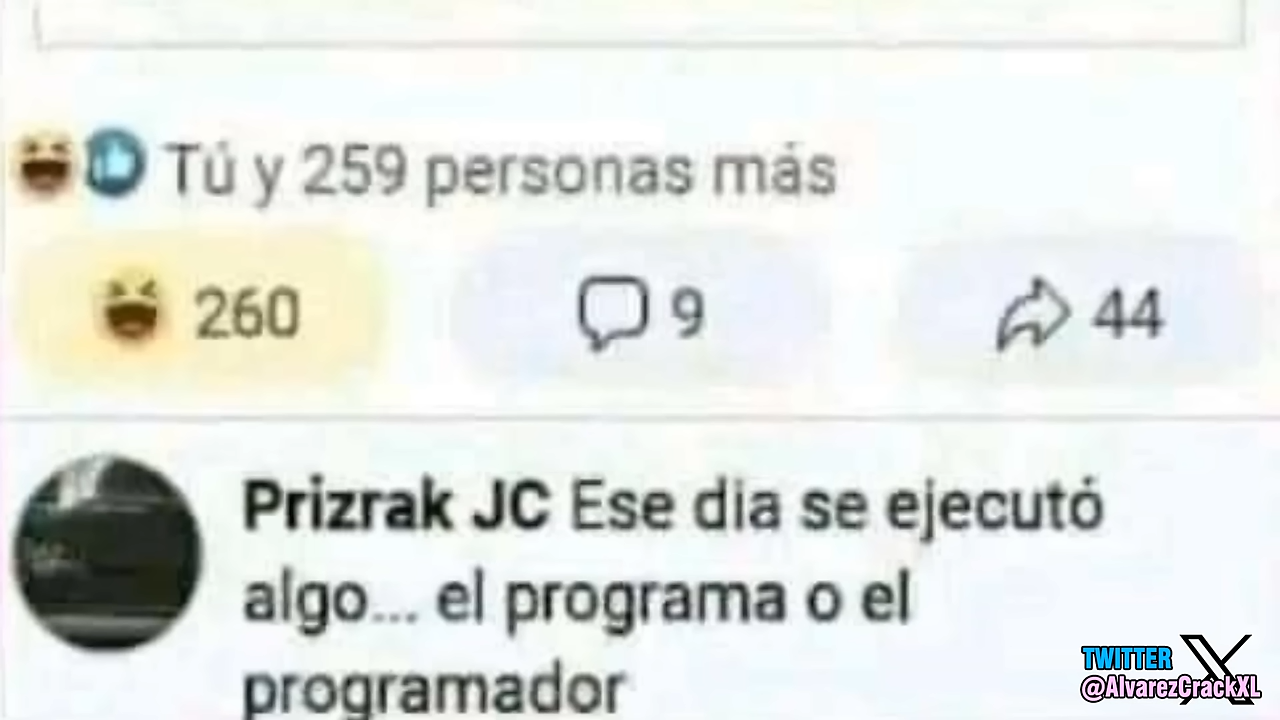 Tú y 259 personas más
260
9
44
Prizrak JC Ese dia se ejecutó
algo... el programa o el
programador
TWITTER
@AlvarezCrackXL